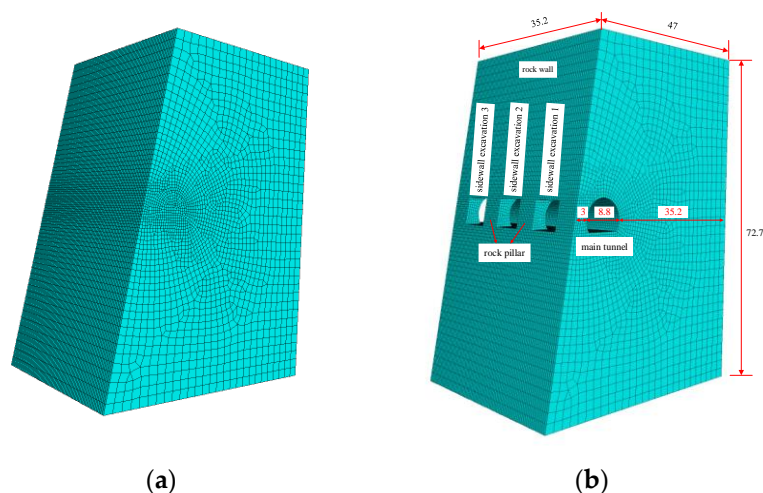 35.2
47
rock wall
sidewall excavation 3
sidewall excavation 2
sidewall excavation 1
3
8.8
35.2
72.7
rock pillar
main tunnel
(a)
(b)